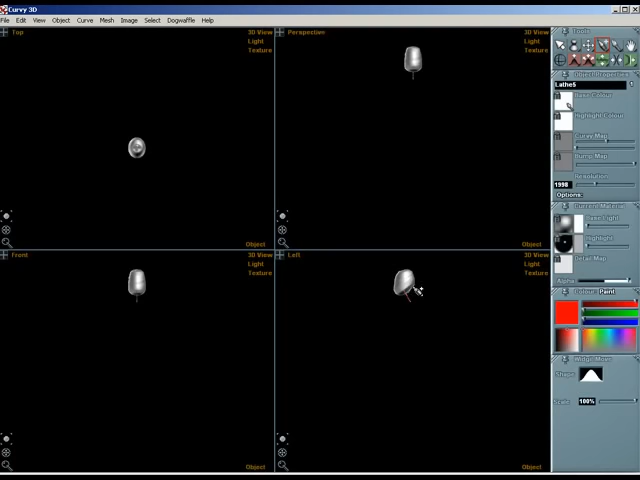 Curvy 3D
File Edit View Object Curve Mesh Image Select Dogwaffle Help
Top 3D View
Light
Texture
Object
Perspective 3D View
Light
Texture
Object
Front 3D View
Light
Texture
Object
Left 3D View
Light
Texture
Object
Tools
Object Properties
Lathe5
Base Colour
Highlight Colour
Curvy Map
Bump Map
Resolution
1998
Options:
Current Material
Base Light
Highlight
Detail Map
Alpha
Colour Paint
Widget Move
Shape
Scale 100%